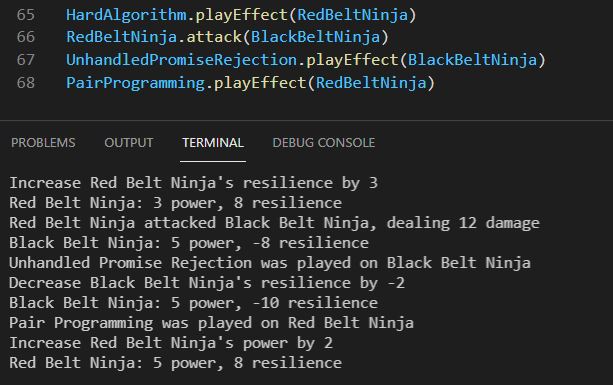 65 HardAlgorithm.playEffect(RedBeltNinja)
66 RedBeltNinja.attack(BlackBeltNinja)
67 UnhandledPromiseRejection.playEffect(BlackBeltNinja)
68 PairProgramming.playEffect(RedBeltNinja)
PROBLEMS OUTPUT TERMINAL DEBUG CONSOLE
Increase Red Belt Ninja's resilience by 3
Red Belt Ninja: 3 power, 8 resilience
Red Belt Ninja attacked Black Belt Ninja, dealing 12 damage
Black Belt Ninja: 5 power, -8 resilience
Unhandled Promise Rejection was played on Black Belt Ninja
Decrease Black Belt Ninja's resilience by -2
Black Belt Ninja: 5 power, -10 resilience
Pair Programming was played on Red Belt Ninja
Increase Red Belt Ninja's power by 2
Red Belt Ninja: 5 power, 8 resilience